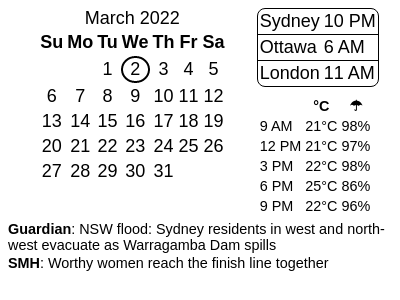 March 2022
Su Mo Tu We Th Fr Sa
1 2 3 4 5
6 7 8 9 10 11 12
13 14 15 16 17 18 19
20 21 22 23 24 25 26
27 28 29 30 31
Sydney 10 PM
Ottawa 6 AM
London 11 AM
°C ☂
9 AM 21°C 98%
12 PM 21°C 97%
3 PM 22°C 98%
6 PM 25°C 86%
9 PM 22°C 96%
Guardian: NSW flood: Sydney residents in west and north-
west evacuate as Warragamba Dam spills
SMH: Worthy women reach the finish line together